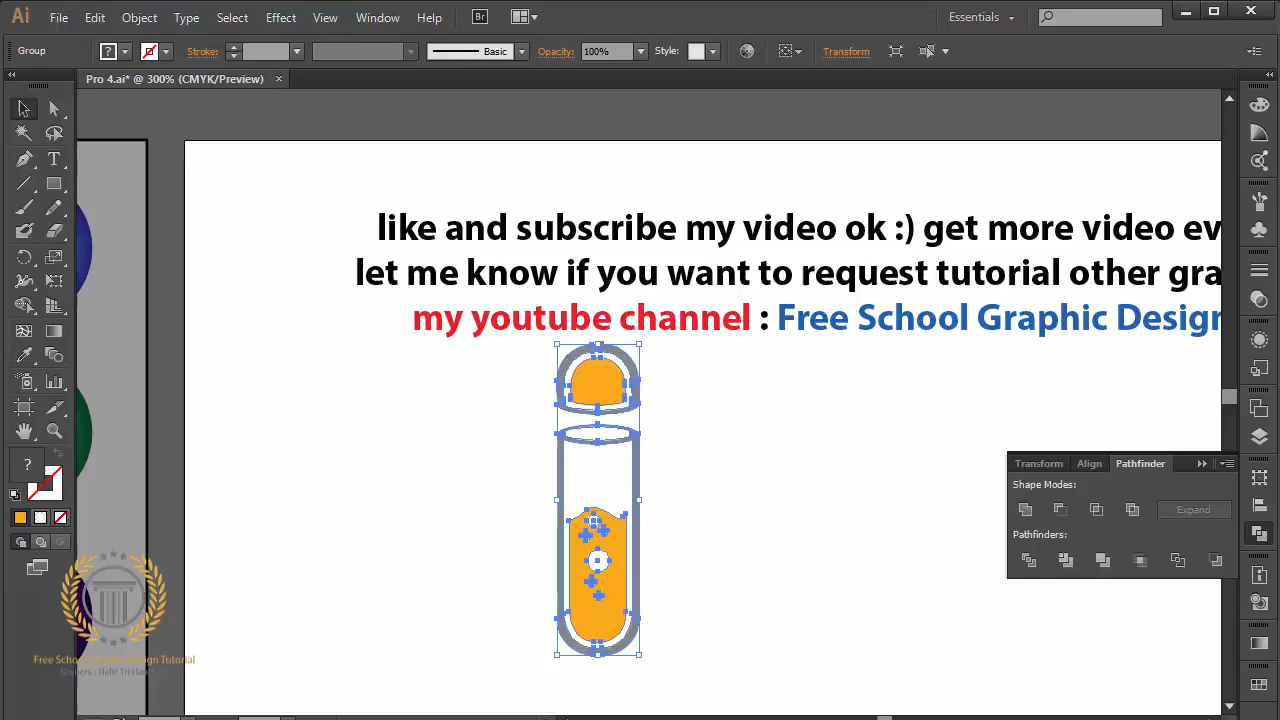 Ai File Edit Object Type Select Effect View Window Help Br Essentials
Group ? Stroke: Basic Opacity: 100% Style: Transform
Pro 4.ai* @ 300% (CMYK/Preview)
like and subscribe my video ok :) get more video ev
let me know if you want to request tutorial other gra
my youtube channel : Free School Graphic Design
Transform Align Pathfinder
Shape Modes:
Expand
Pathfinders:
?
Free School Graphic Design Tutorial